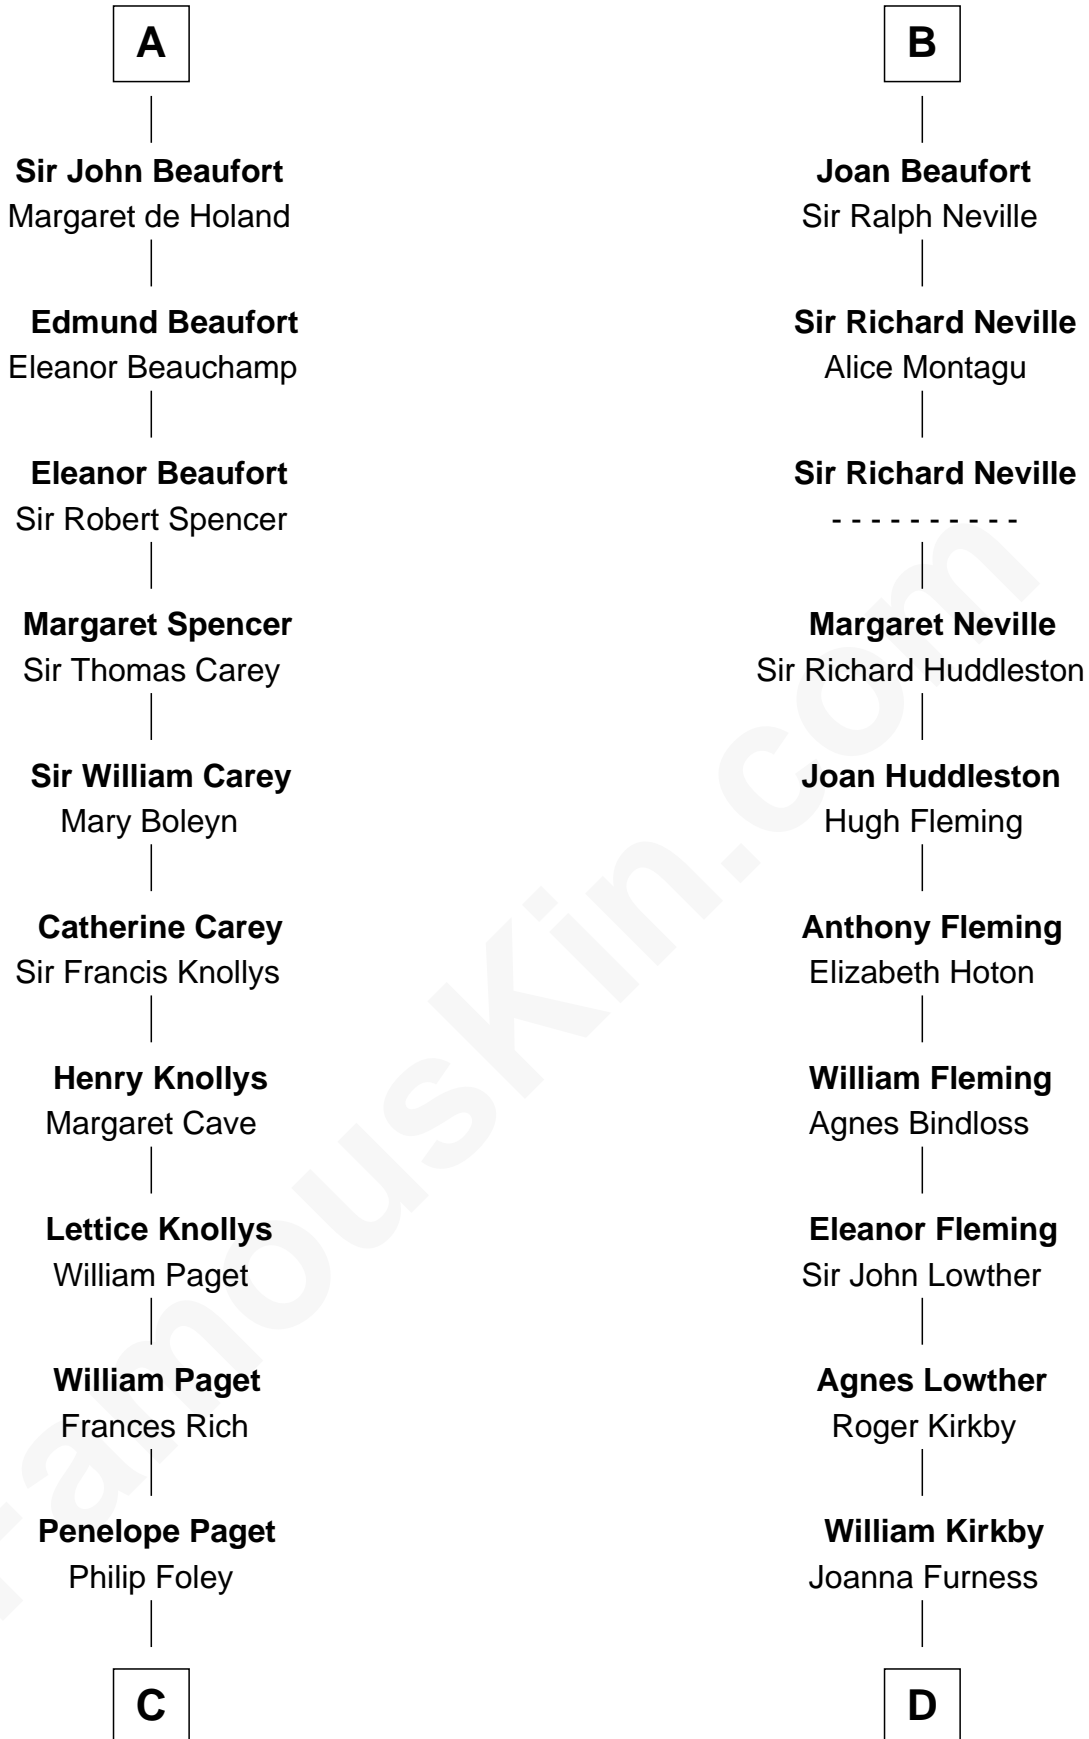 A
Sir John Beaufort
Margaret de Holand
Edmund Beaufort
Eleanor Beauchamp
Eleanor Beaufort
Sir Robert Spencer
Margaret Spencer
Sir Thomas Carey
Sir William Carey
Mary Boleyn
Catherine Carey
Sir Francis Knollys
Henry Knollys
Margaret Cave
Lettice Knollys
William Paget
William Paget
Frances Rich
Penelope Paget
Philip Foley
C
B
Joan Beaufort
Sir Ralph Neville
Sir Richard Neville
Alice Montagu
Sir Richard Neville
- - - - - - - - - -
Margaret Neville
Sir Richard Huddleston
Joan Huddleston
Hugh Fleming
Anthony Fleming
Elizabeth Hoton
William Fleming
Agnes Bindloss
Eleanor Fleming
Sir John Lowther
Agnes Lowther
Roger Kirkby
William Kirkby
Joanna Furness
D
FamousKin.com